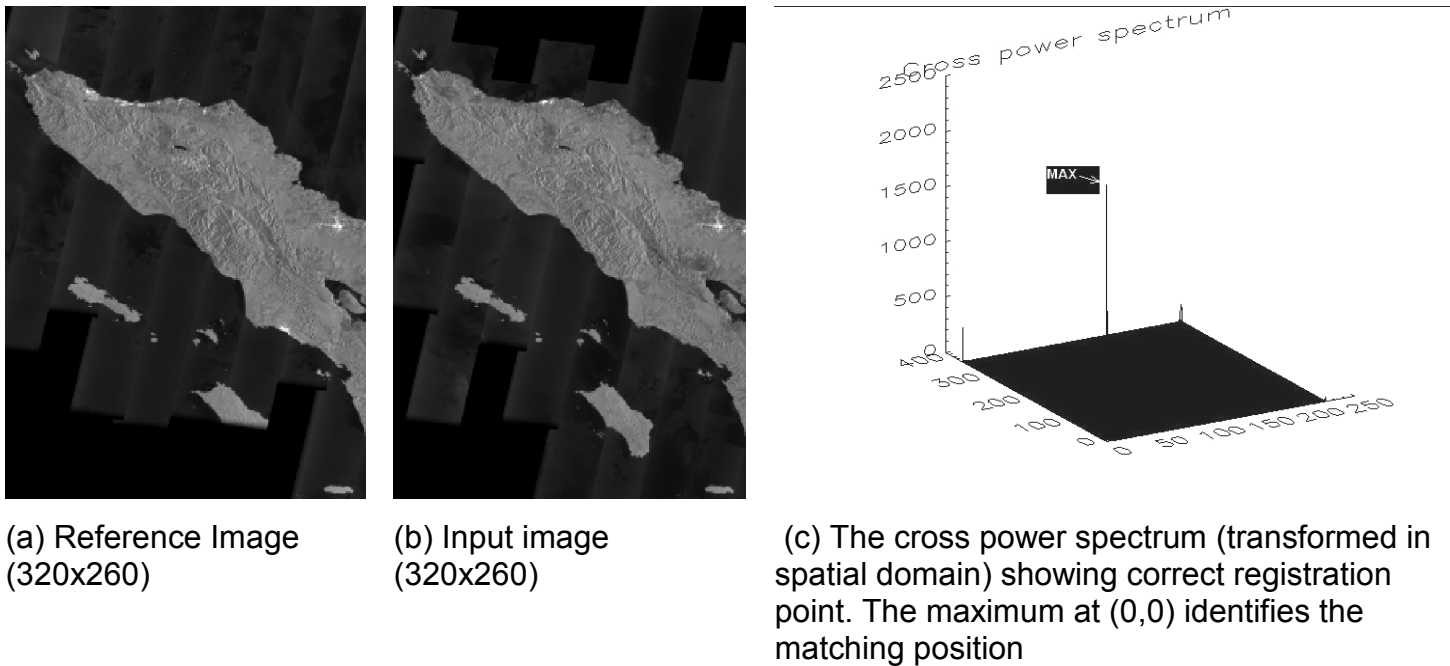 Cross power spectrum
2500
2000
1500
1000
500
0
MAX
400
300
200
100
0
0
50
100
150
200
250
(a) Reference Image
(320x260)
(b) Input image
(320x260)
(c) The cross power spectrum (transformed in
spatial domain) showing correct registration
point. The maximum at (0,0) identifies the
matching position